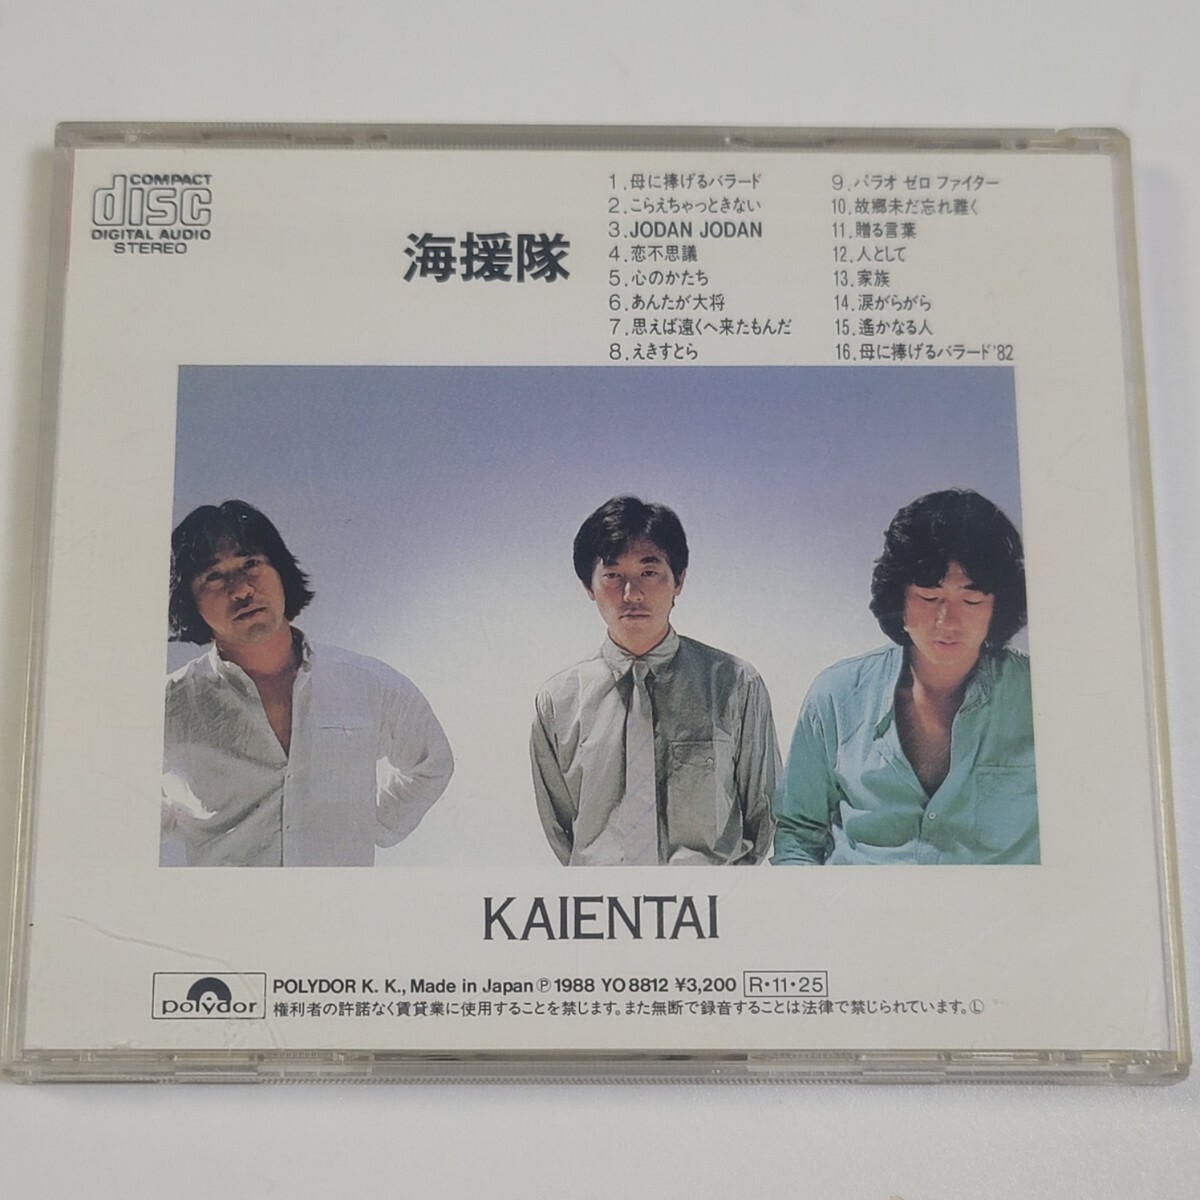 COMPACT
disc
DIGITAL AUDIO
STEREO
海援隊
1.母に捧げるバラード
2.こらえちゃっときない
3.JODAN JODAN
4.恋不思議
5.心のかたち
6.あんたが大将
7.思えば遠くへ来たもんだ
8.えきすとら
9.パラオ ゼロ ファイター
10.故郷未だ忘れ難く
11.贈る言葉
12.人として
13.家族
14.涙がらがら
15.遙かなる人
16.母に捧げるバラード'82
KAIENTAI
polydor
POLYDOR K. K., Made in Japan Ⓟ 1988 YO 8812 ¥3,200 R・11・25
権利者の許諾なく賃貸業に使用することを禁じます。また無断で録音することは法律で禁じられています。Ⓛ